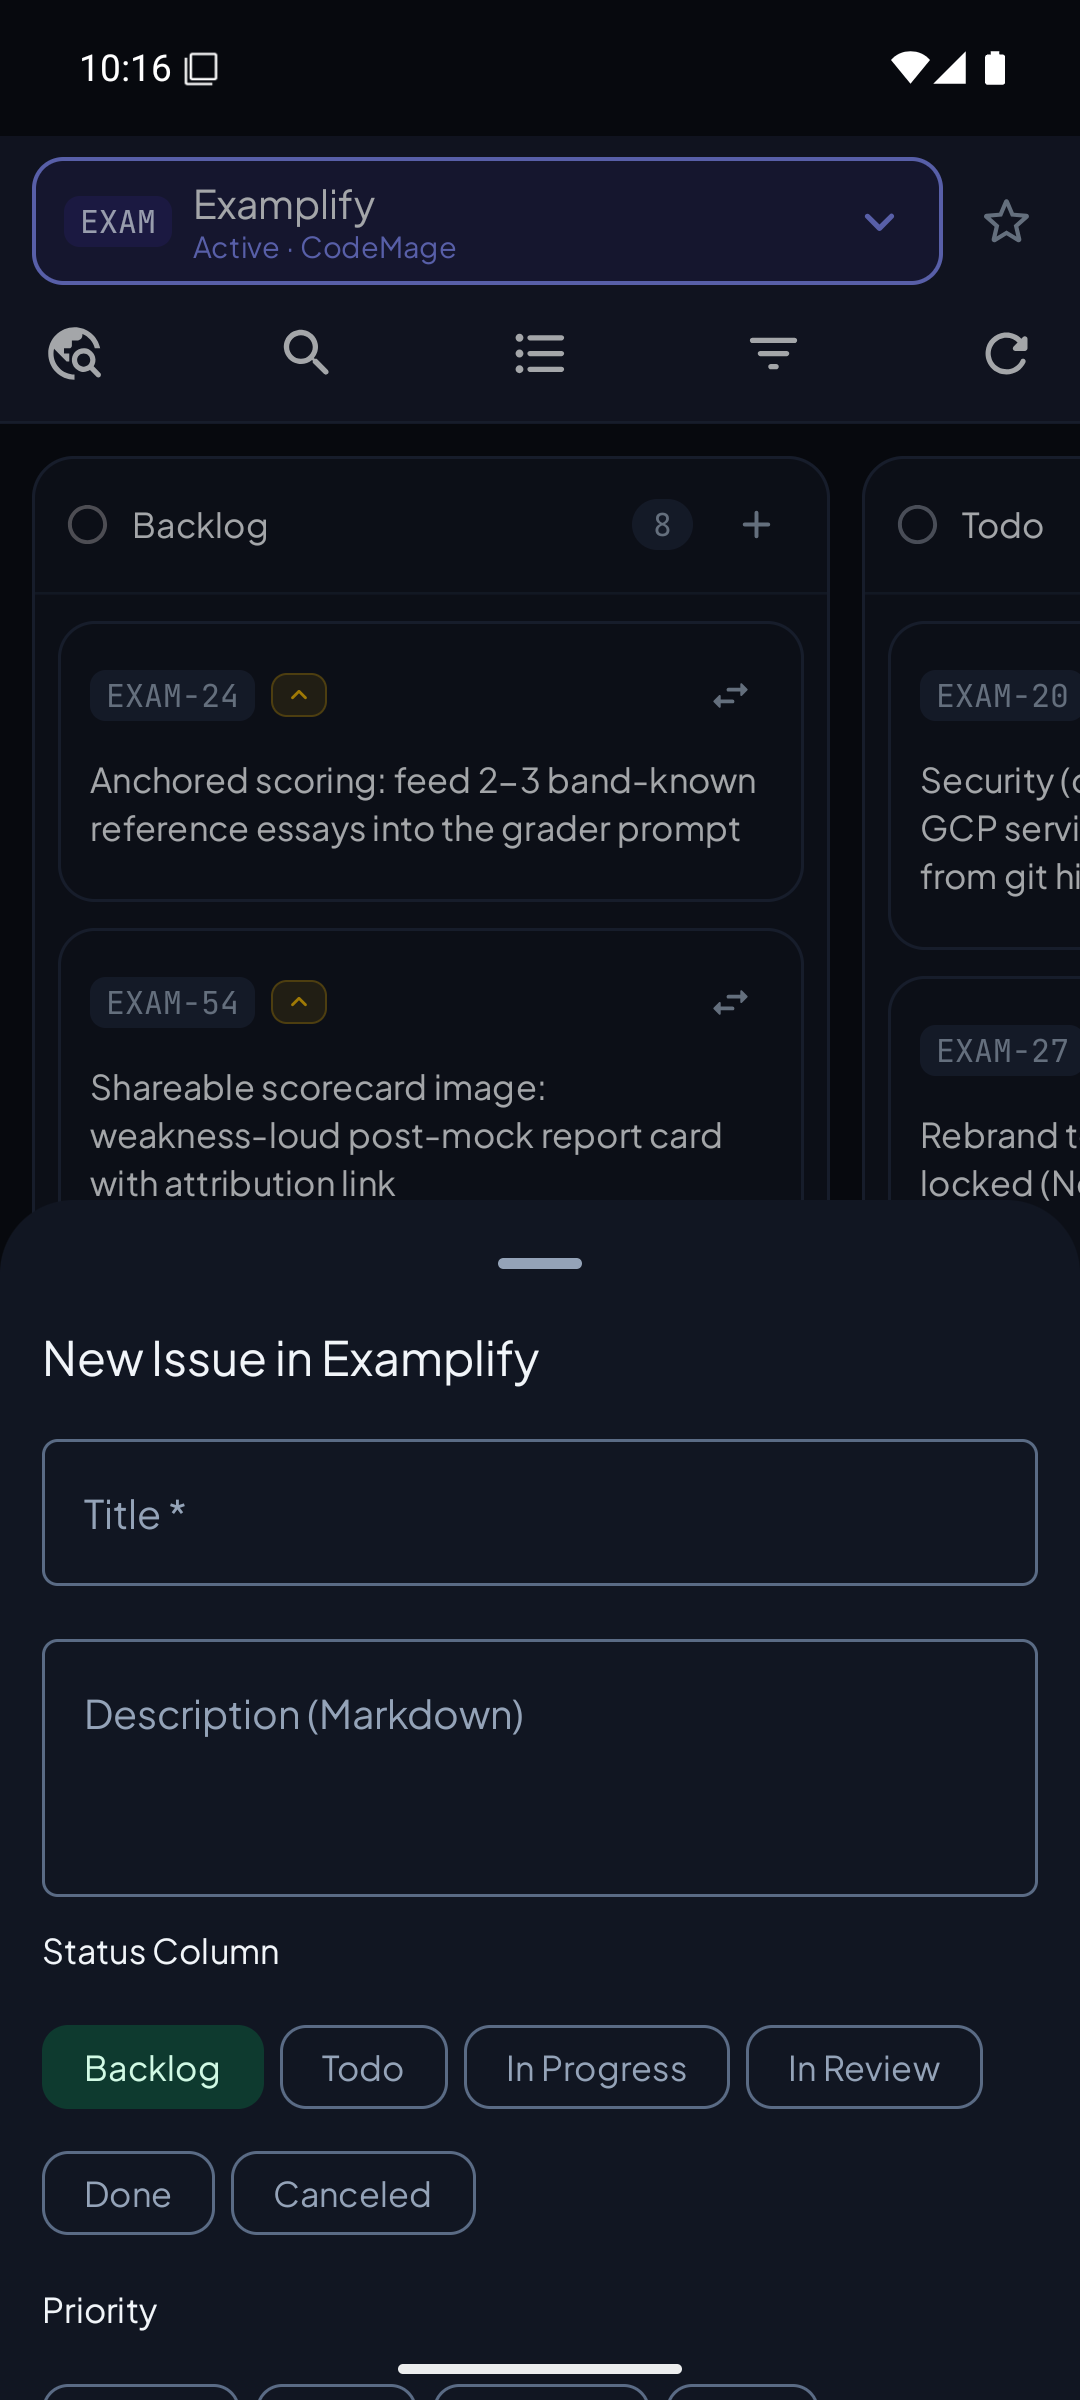 10:16
EXAM
Examplify
Active · CodeMage
Backlog
8
Todo
EXAM-24
Anchored scoring: feed 2–3 band-known
reference essays into the grader prompt
EXAM-54
Shareable scorecard image:
weakness-loud post-mock report card
with attribution link
EXAM-20
Security
GCP
from git
EXAM-27
Rebrand
locked
New Issue in Examplify
Title *
Description (Markdown)
Status Column
Backlog
Todo
In Progress
In Review
Done
Canceled
Priority